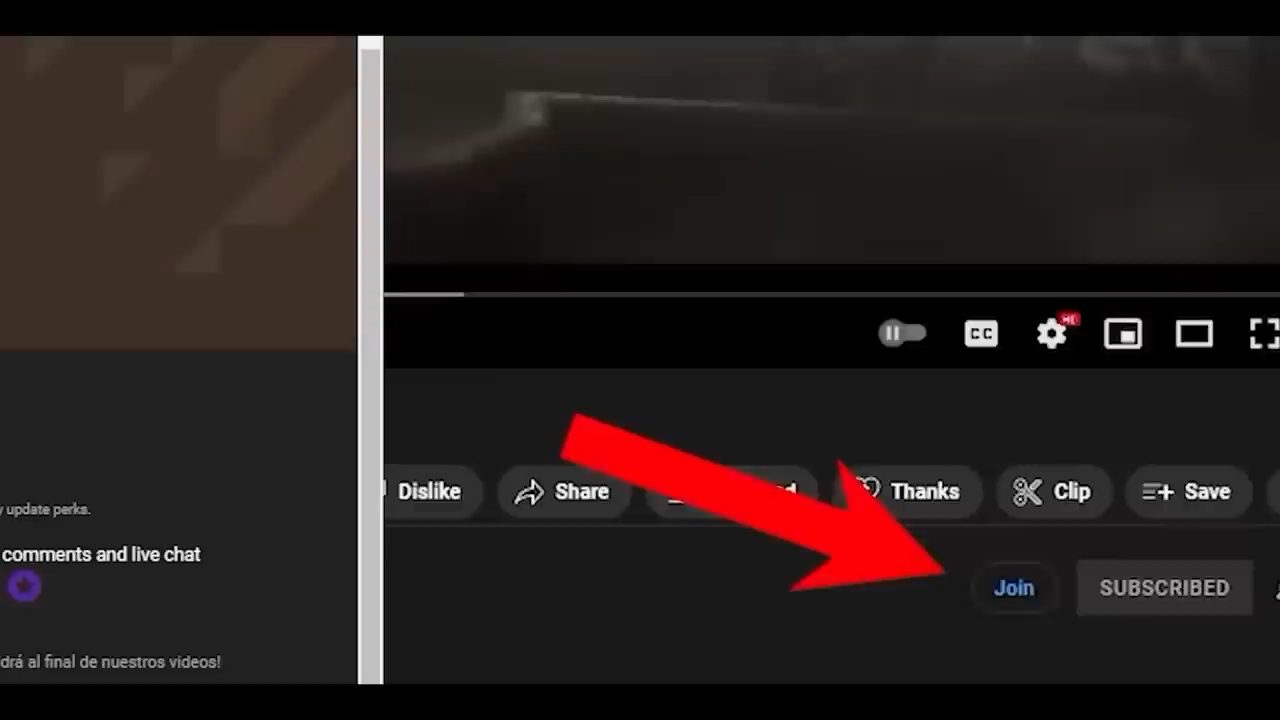 y update perks.
comments and live chat
drá al final de nuestros videos!
CC
Dislike
Share
Thanks
Clip
Save
Join
SUBSCRIBED